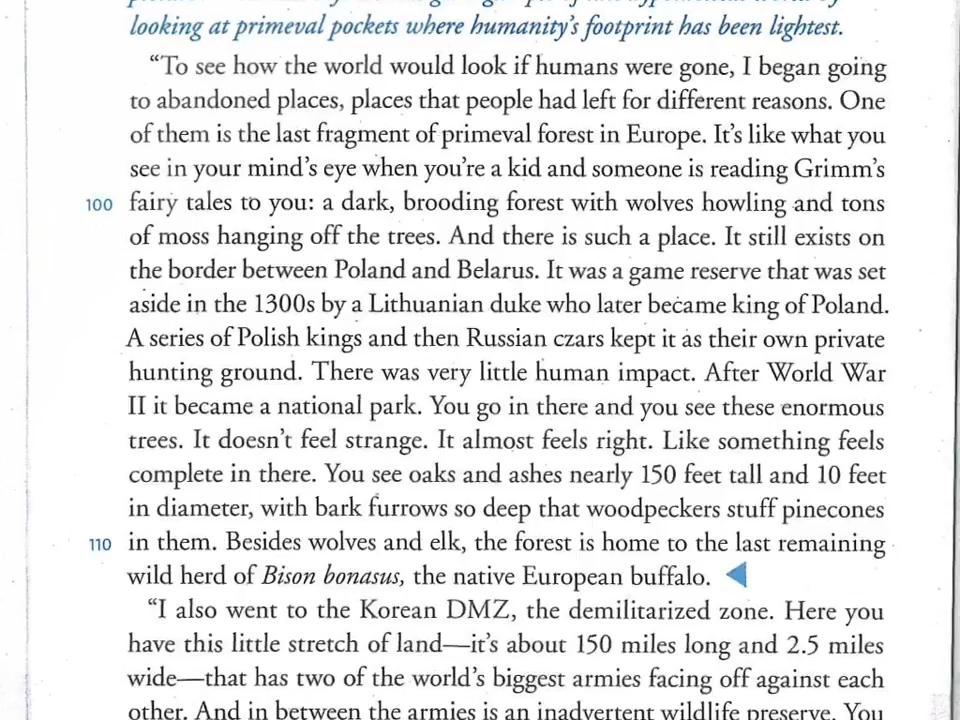 looking at primeval pockets where humanity's footprint has been lightest.
"To see how the world would look if humans were gone, I began going
to abandoned places, places that people had left for different reasons. One
of them is the last fragment of primeval forest in Europe. It's like what you
see in your mind's eye when you're a kid and someone is reading Grimm's
100 fairy tales to you: a dark, brooding forest with wolves howling and tons
of moss hanging off the trees. And there is such a place. It still exists on
the border between Poland and Belarus. It was a game reserve that was set
aside in the 1300s by a Lithuanian duke who later became king of Poland.
A series of Polish kings and then Russian czars kept it as their own private
hunting ground. There was very little human impact. After World War
II it became a national park. You go in there and you see these enormous
trees. It doesn't feel strange. It almost feels right. Like something feels
complete in there. You see oaks and ashes nearly 150 feet tall and 10 feet
in diameter, with bark furrows so deep that woodpeckers stuff pinecones
110 in them. Besides wolves and elk, the forest is home to the last remaining
wild herd of Bison bonasus, the native European buffalo.
"I also went to the Korean DMZ, the demilitarized zone. Here you
have this little stretch of land—it's about 150 miles long and 2.5 miles
wide—that has two of the world's biggest armies facing off against each
other. And in between the armies is an inadvertent wildlife preserve. You